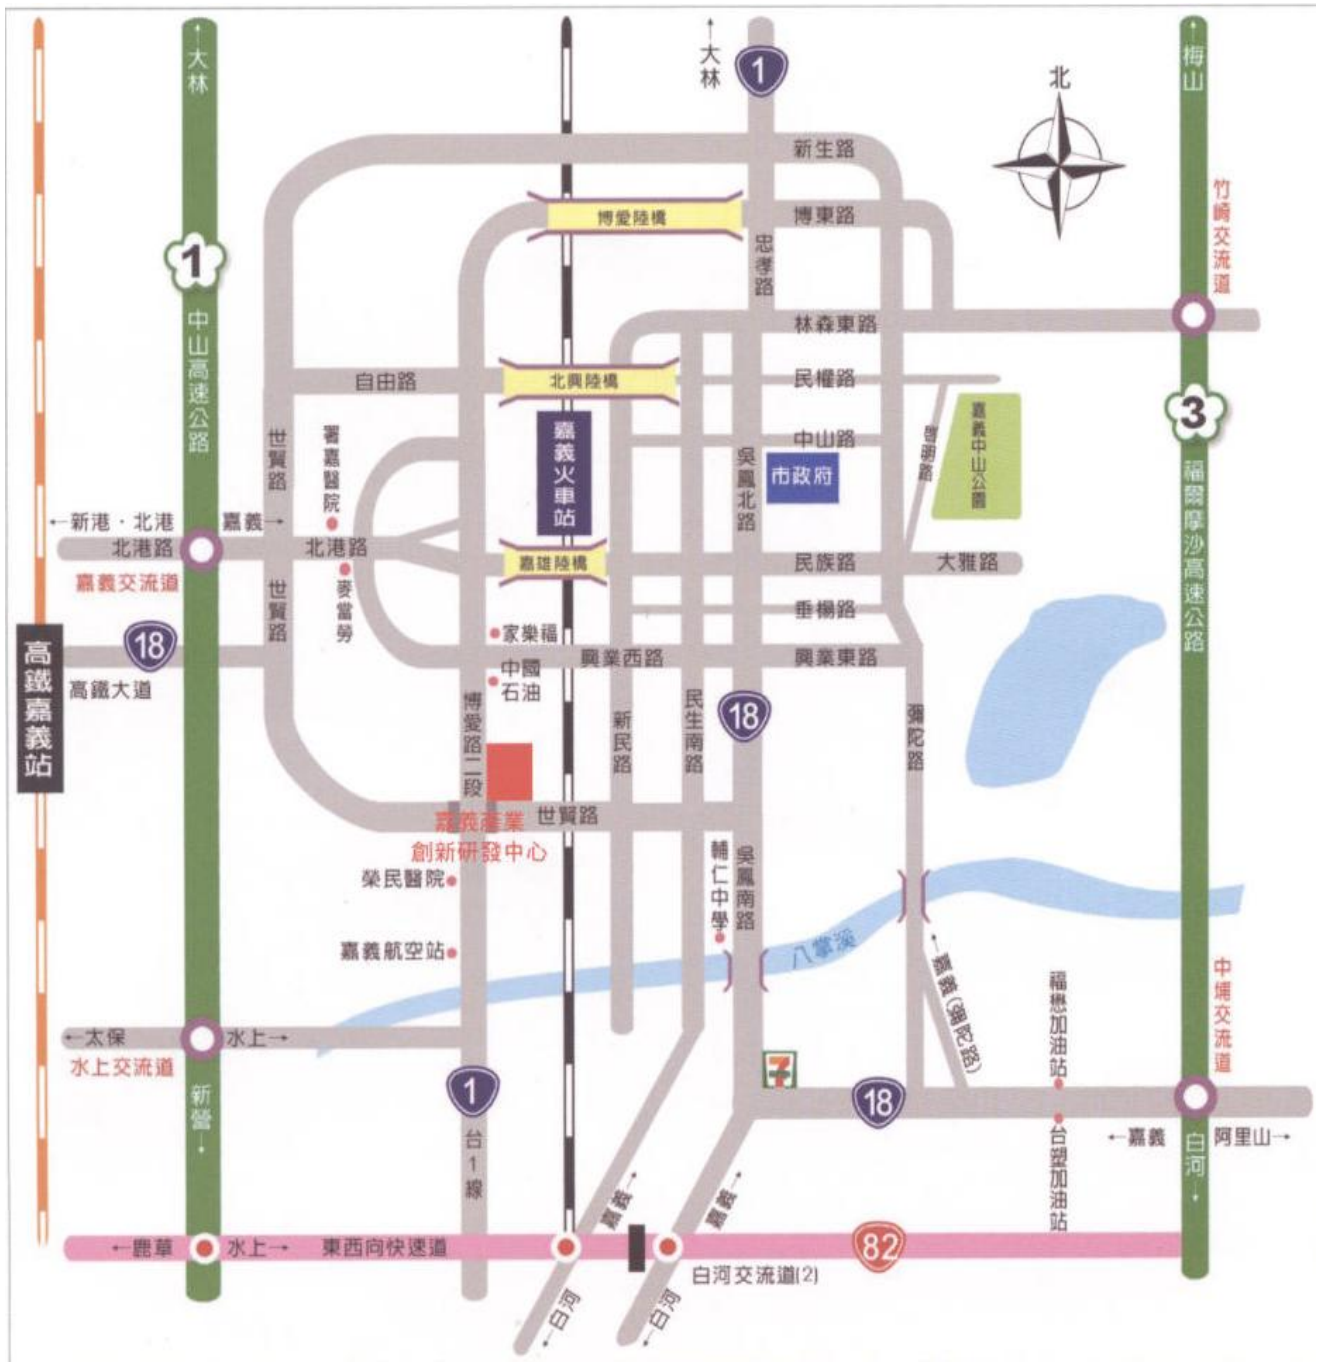 ←大林
←大林
1
←梅山
北
新生路
竹崎交流道
博愛陸橋
博東路
忠孝路
1
中山高速公路
林森東路
自由路
北興陸橋
民權路
3
嘉義火車站
世賢路
署嘉醫院
中山路
啓明路
嘉義中山公園
吳鳳北路
市政府
福爾摩沙高速公路
←新港·北港
嘉義→
北港路
北港路
嘉義交流道
嘉雄陸橋
民族路
大雅路
世賢路
麥當勞
垂楊路
高鐵嘉義站
18
高鐵大道
家樂福
興業西路
興業東路
中國
石油
博愛路二段
新民路
民生南路
18
彌陀路
世賢路
嘉義產業
創新研發中心
輔仁中學
吳鳳南路
榮民醫院
嘉義航空站
八掌溪
←嘉義(彌陀路)
福懋加油站
中埔交流道
←太保
水上→
水上交流道
新營→
1
台1線
7
18
←嘉義
阿里山→
台塑加油站
白河→
嘉義→
嘉義→
←鹿草
水上→
東西向快速道
82
白河交流道(2)
←白河
←白河